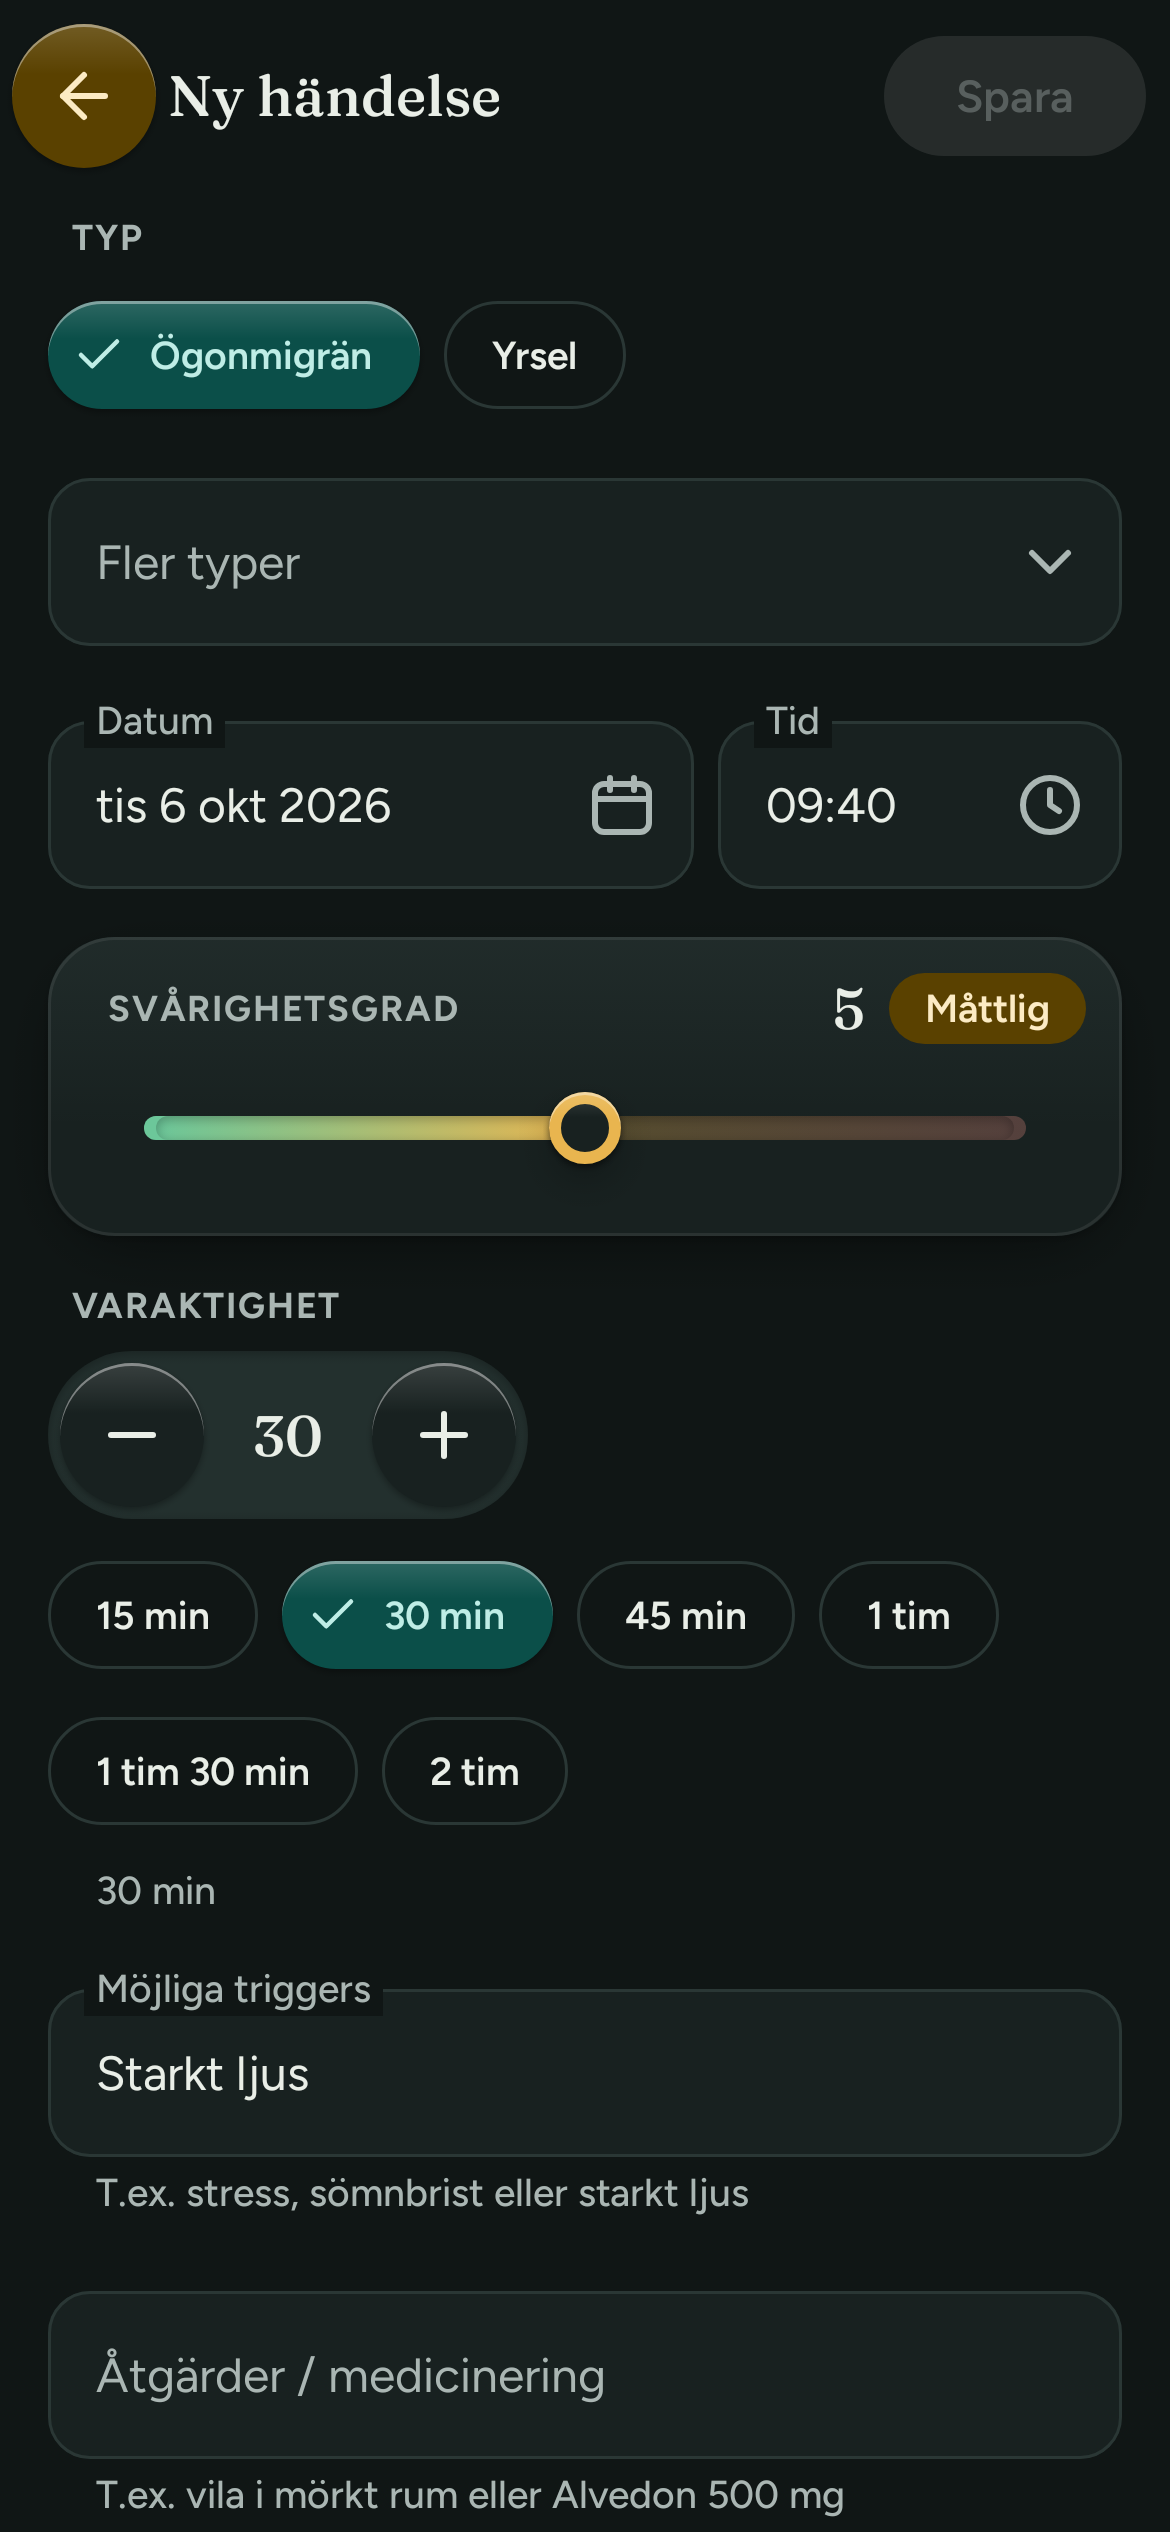 Ny händelse
Spara
TYP
Ögonmigrän
Yrsel
Fler typer
Datum
Tid
tis 6 okt 2026
09:40
SVÅRIGHETSGRAD
5
Måttlig
VARAKTIGHET
30
15 min
30 min
45 min
1 tim
1 tim 30 min
2 tim
30 min
Möjliga triggers
Starkt ljus
T.ex. stress, sömnbrist eller starkt ljus
Åtgärder / medicinering
T.ex. vila i mörkt rum eller Alvedon 500 mg